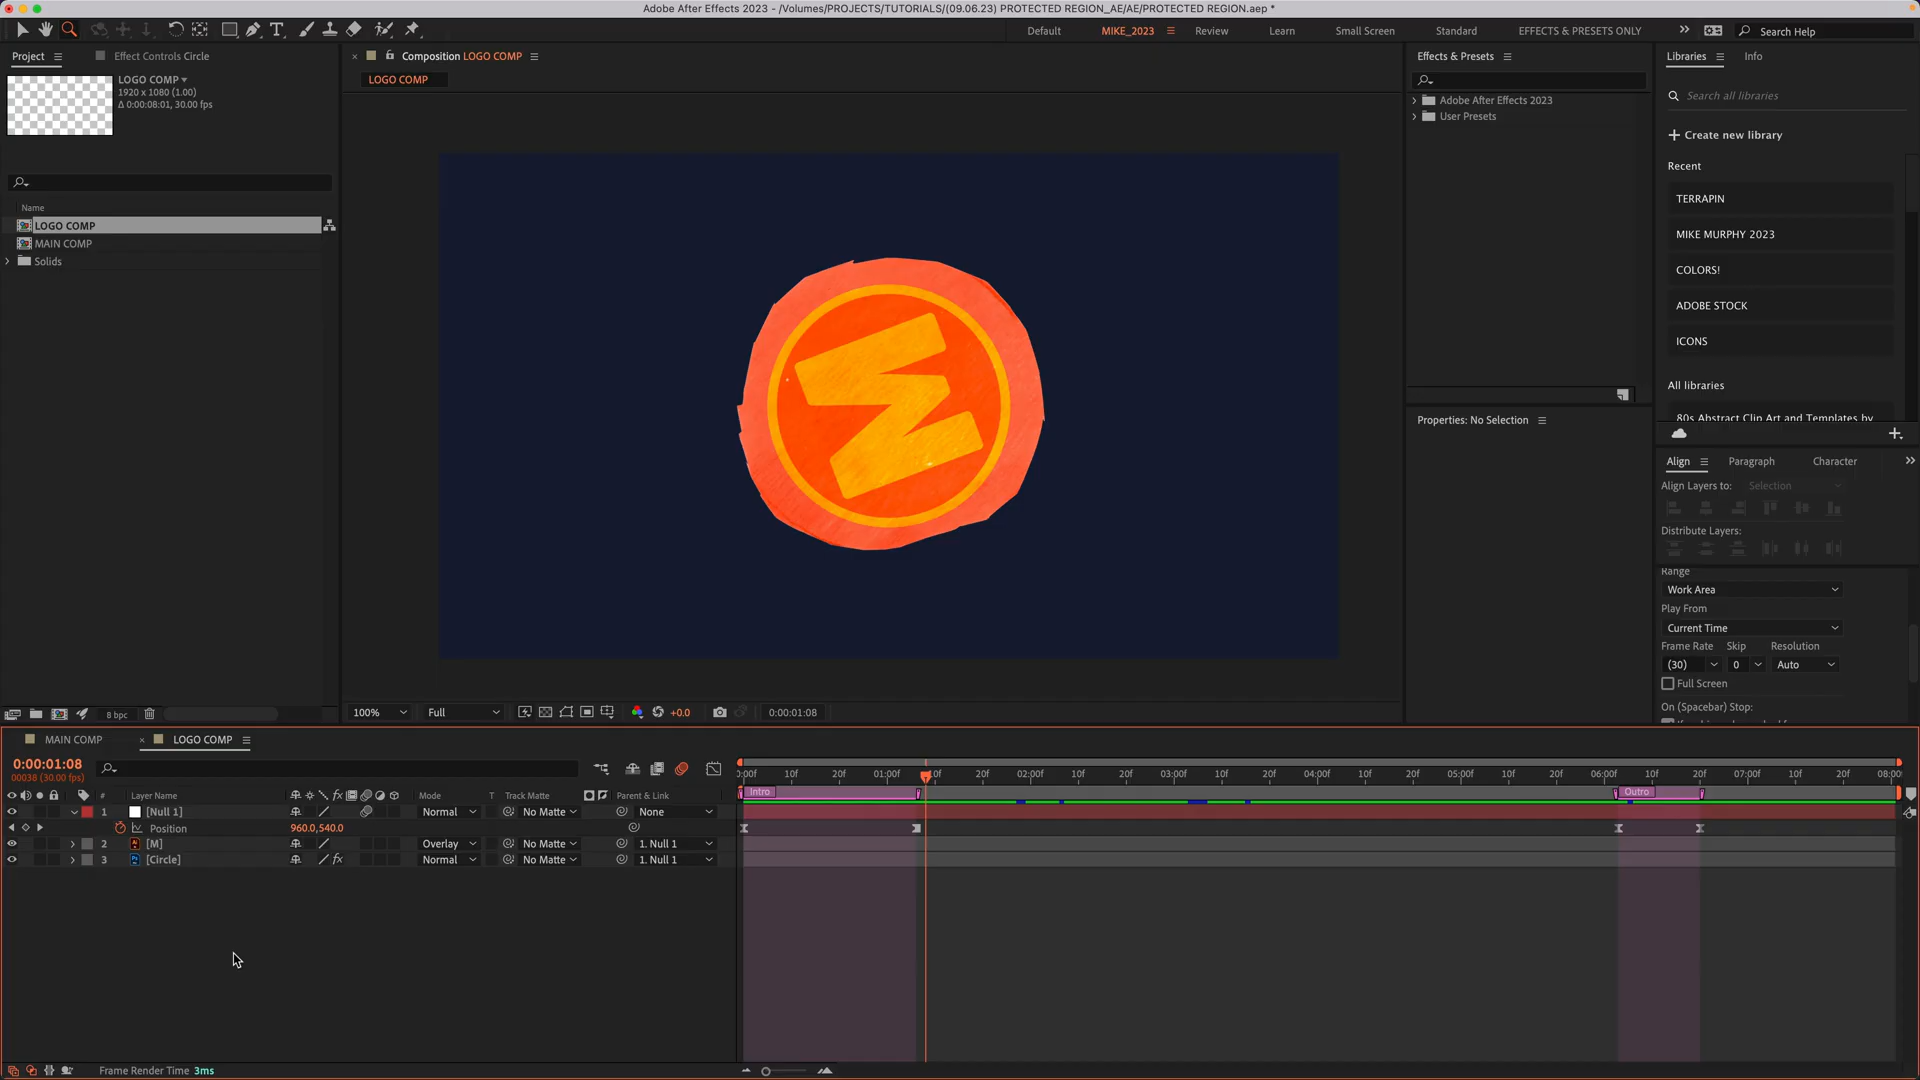 Adobe After Effects 2023 - /Volumes/PROJECTS/TUTORIALS/(09.06.23) PROTECTED REGION_AE/AE/PROTECTED REGION.aep *
Default MIKE_2023 Review Learn Small Screen Standard EFFECTS & PRESETS ONLY Search Help
Project Effect Controls Circle
LOGO COMP
1920 x 1080 (1.00)
Δ 0:00:08:01, 30.00 fps
Name
LOGO COMP
MAIN COMP
Solids
8 bpc
Composition LOGO COMP
LOGO COMP
M
100% Full +0.0 0:00:01:08
Effects & Presets
Adobe After Effects 2023
User Presets
Properties: No Selection
Libraries Info
Search all libraries
Create new library
Recent
TERRAPIN
MIKE MURPHY 2023
COLORS!
ADOBE STOCK
ICONS
All libraries
80s Abstract Clip Art and Templates by
Align Paragraph Character
Align Layers to: Selection
Distribute Layers:
Range
Work Area
Play From
Current Time
Frame Rate Skip Resolution
(30) 0 Auto
Full Screen
On (Spacebar) Stop:
MAIN COMP LOGO COMP
0:00:01:08
00038 (30.00 fps)
# Layer Name Mode T Track Matte Parent & Link
1 [Null 1] Normal No Matte None
Position 960.0,540.0
2 [M] Overlay No Matte 1. Null 1
3 [Circle] Normal No Matte 1. Null 1
:00f 10f 20f 01:00f 10f 20f 02:00f 10f 20f 03:00f 10f 20f 04:00f 10f 20f 05:00f 10f 20f 06:00f 10f 20f 07:00f 10f 20f 08:00
Intro Outro
Frame Render Time 3ms